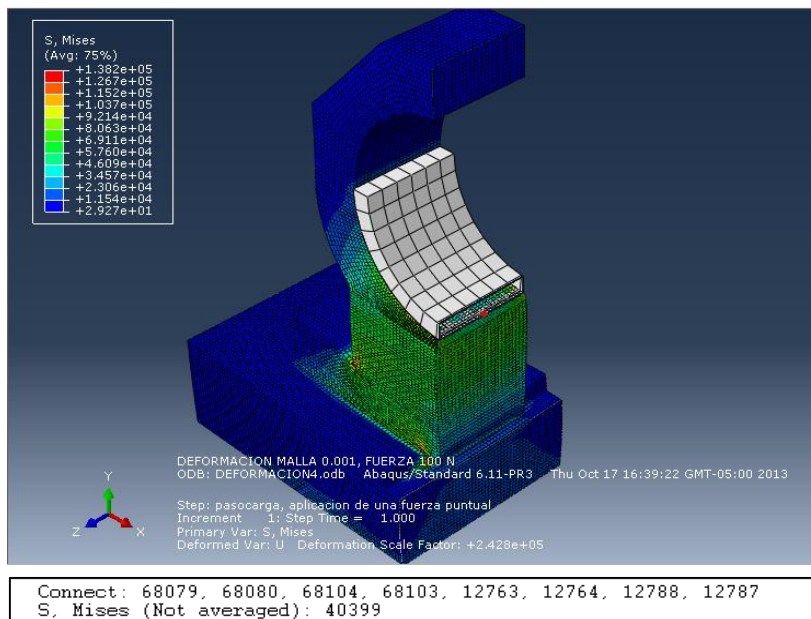 S, Mises
(Avg: 75%)
+1.382e+05
+1.267e+05
+1.152e+05
+1.037e+05
+9.214e+04
+8.063e+04
+6.911e+04
+5.760e+04
+4.609e+04
+3.457e+04
+2.306e+04
+1.154e+04
+2.927e+01
DEFORMACION MALLA 0.001, FUERZA 100 N
ODB: DEFORMACION4.odb Abaqus/Standard 6.11-PR3 Thu Oct 17 16:39:22 GMT-05:00 2013
Y
Z X
Step: pasocarga, aplicacion de una fuerza puntual
Increment 1: Step Time = 1.000
Primary Var: S, Mises
Deformed Var: U Deformation Scale Factor: +2.428e+05
Connect: 68079, 68080, 68104, 68103, 12763, 12764, 12788, 12787
S, Mises (Not averaged): 40399